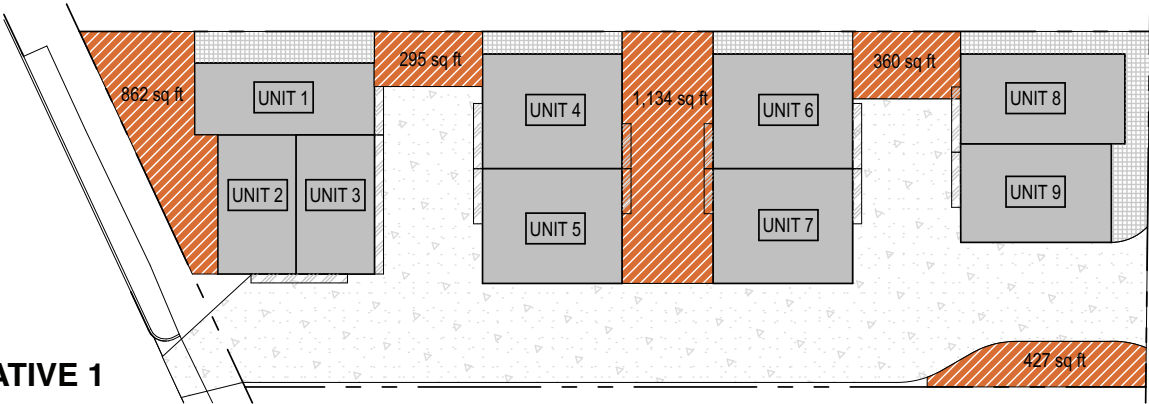 295 sq ft
360 sq ft
862 sq ft
UNIT 1
UNIT 4
1,134 sq ft
UNIT 6
UNIT 8
UNIT 2
UNIT 3
UNIT 5
UNIT 7
UNIT 9
427 sq ft
ATIVE 1